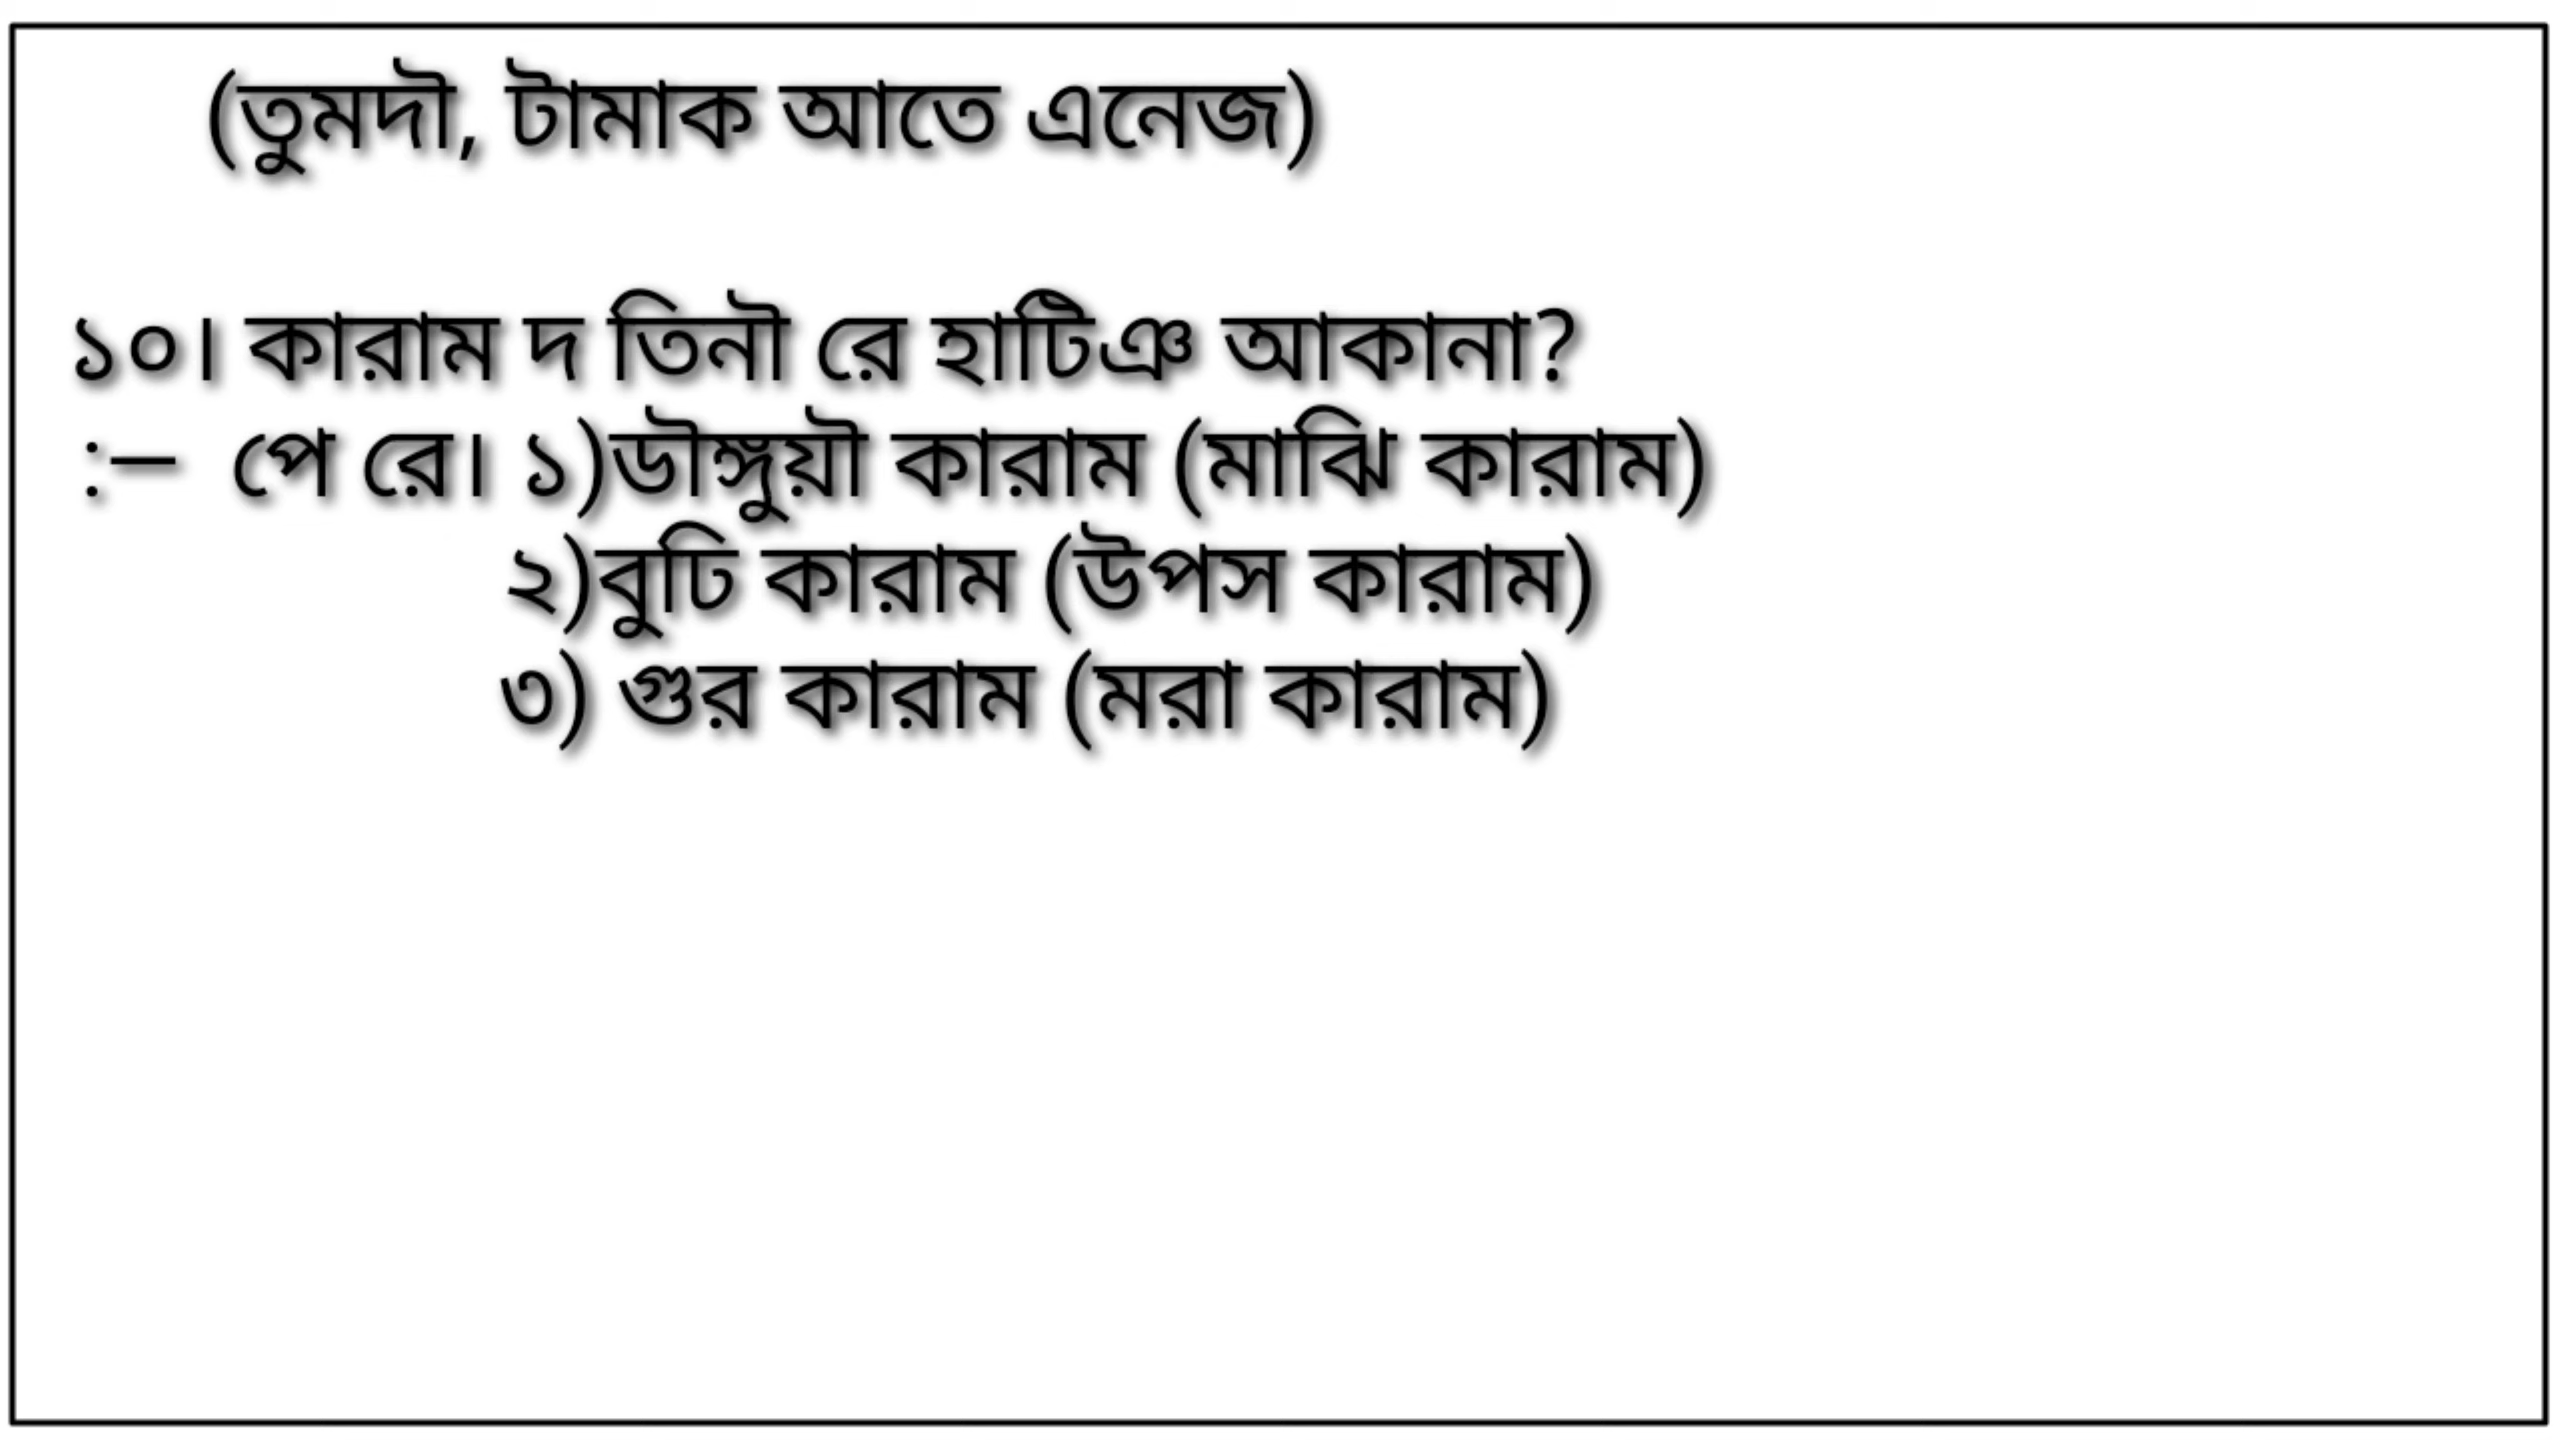 (তুমদৗ, টামাক আতে এনেজ)
১০। কারাম দ তিনৗ রে হাটিঞ আকানা?
:– পে রে। ১)ডৗঙ্গুয়ৗ কারাম (মাঝি কারাম)
২)বুঢি কারাম (উপস কারাম)
৩) গুর কারাম (মরা কারাম)